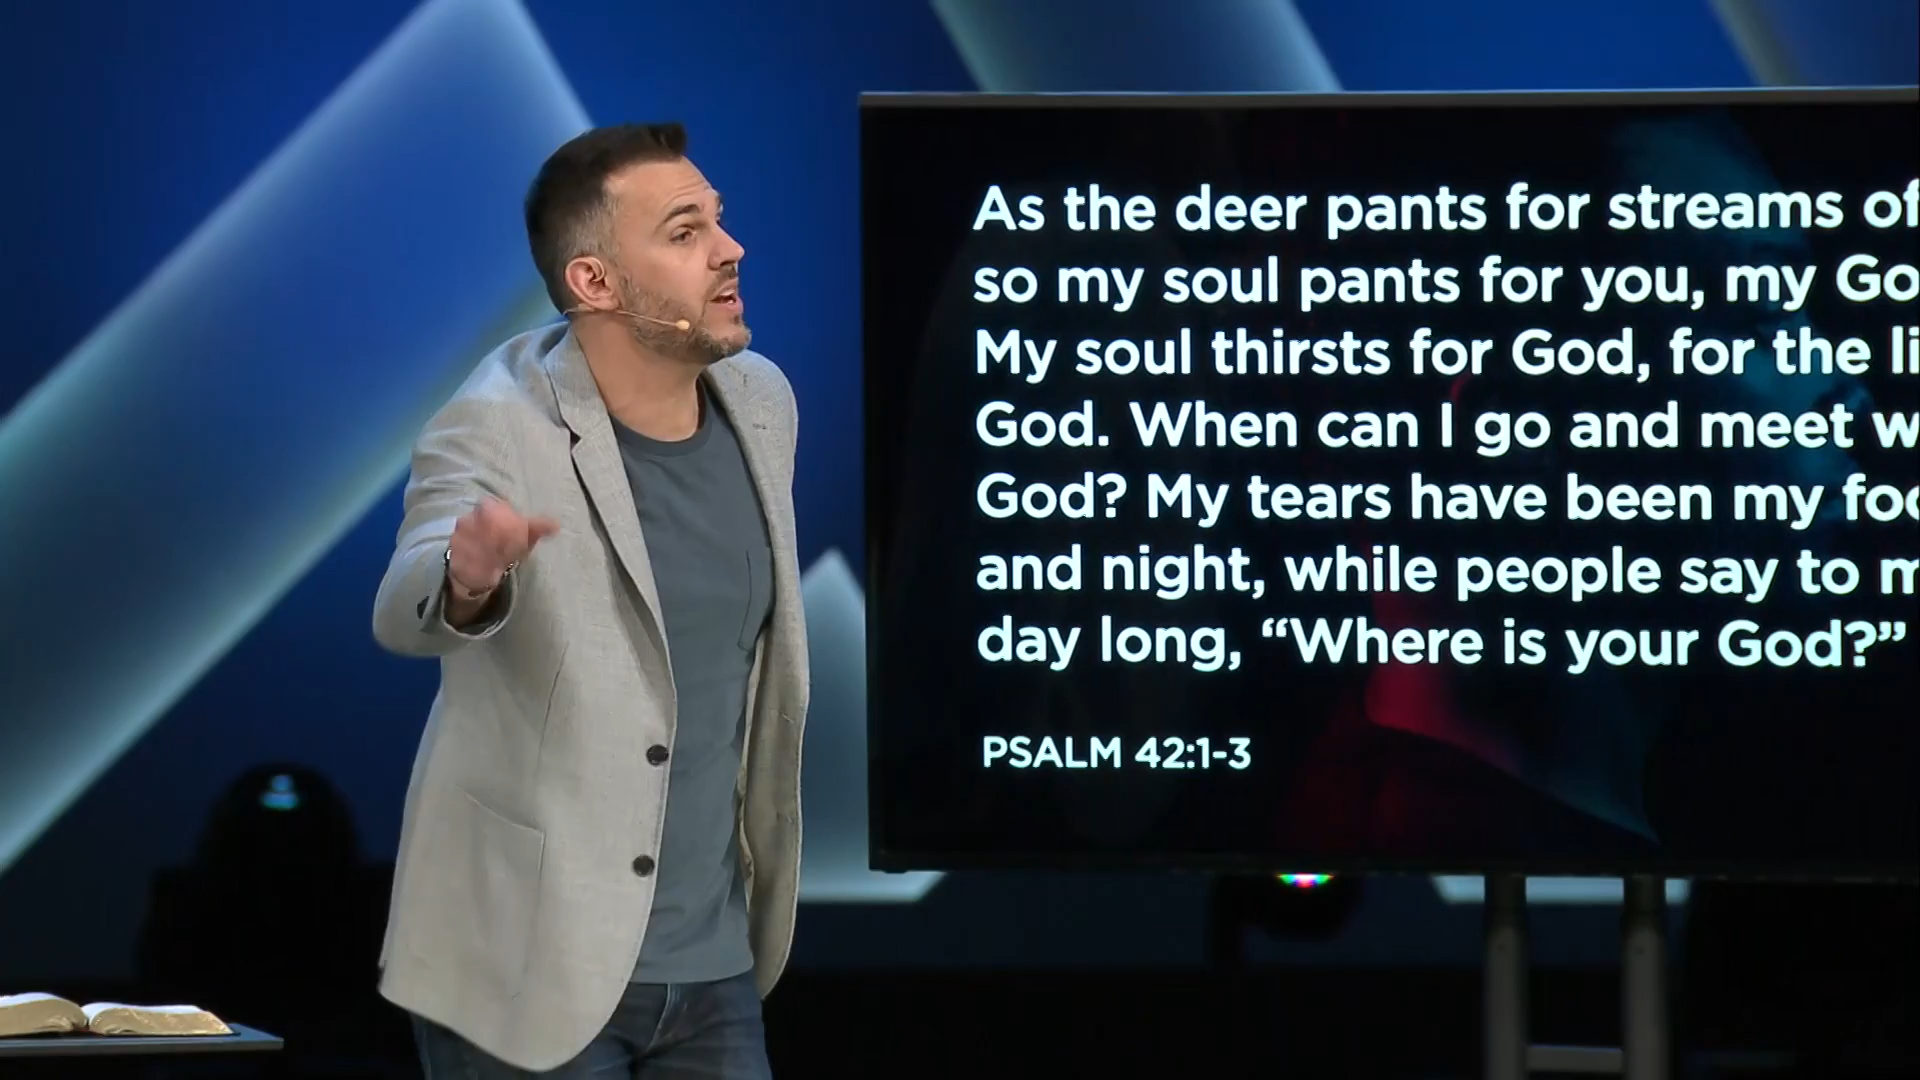 As the deer pants for streams of
so my soul pants for you, my Go
My soul thirsts for God, for the li
God. When can I go and meet w
God? My tears have been my foo
and night, while people say to m
day long, “Where is your God?”
PSALM 42:1-3